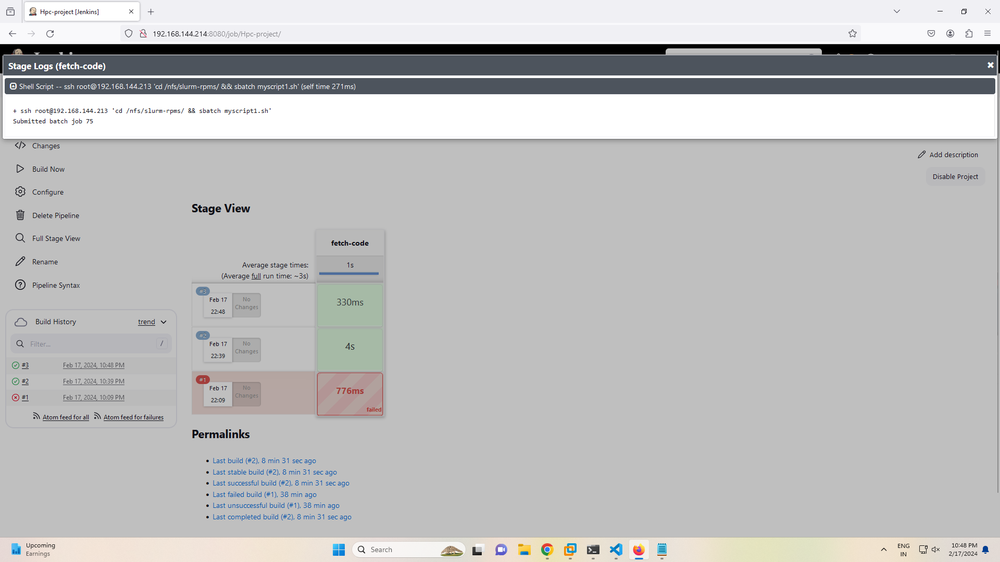 Hpc-project [Jenkins]
192.168.144.214:8080/job/Hpc-project/
Stage Logs (fetch-code)
Shell Script -- ssh root@192.168.144.213 'cd /nfs/slurm-rpms/ && sbatch myscript1.sh' (self time 271ms)
+ ssh root@192.168.144.213 'cd /nfs/slurm-rpms/ && sbatch myscript1.sh'
Submitted batch job 75
Changes
Build Now
Configure
Delete Pipeline
Full Stage View
Rename
Pipeline Syntax
Add description
Disable Project
Build History
trend
Filter...
/
#3 Feb 17, 2024, 10:48 PM
#2 Feb 17, 2024, 10:39 PM
#1 Feb 17, 2024, 10:09 PM
Atom feed for all Atom feed for failures
Stage View
fetch-code
Average stage times:
(Average full run time: ~3s)
1s
#3
Feb 17
22:48
No
Changes
330ms
#2
Feb 17
22:39
No
Changes
4s
#1
Feb 17
22:09
No
Changes
776ms
failed
Permalinks
Last build (#2), 8 min 31 sec ago
Last stable build (#2), 8 min 31 sec ago
Last successful build (#2), 8 min 31 sec ago
Last failed build (#1), 38 min ago
Last unsuccessful build (#1), 38 min ago
Last completed build (#2), 8 min 31 sec ago
Upcoming
Earnings
Search
ENG
IN
10:48 PM
2/17/2024